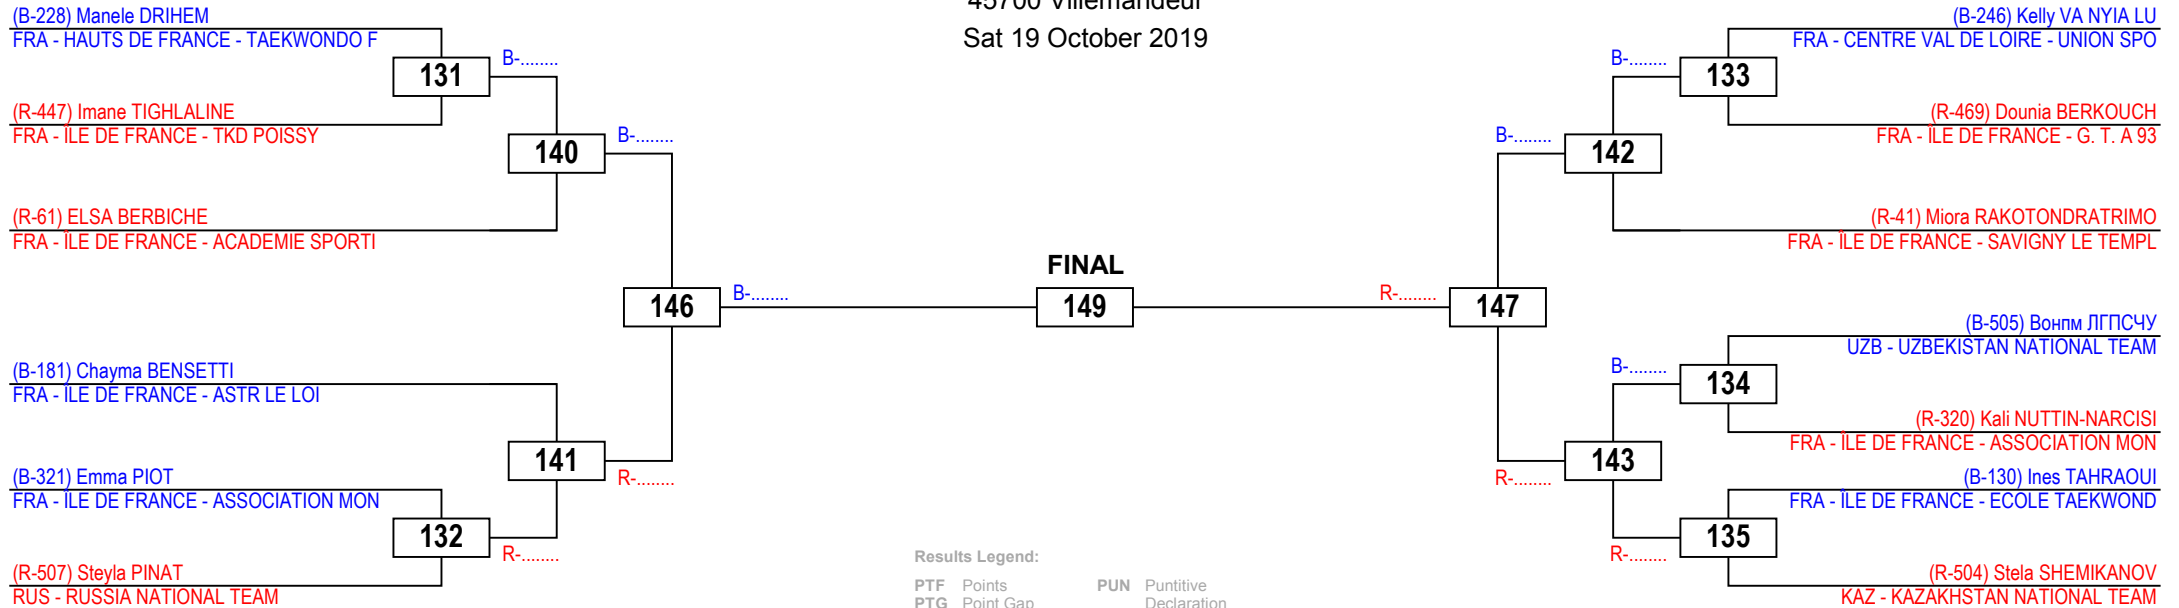 45700 Villemandeur
Sat 19 October 2019
(B-228) Manele DRIHEM
FRA - HAUTS DE FRANCE - TAEKWONDO F
131
B-........
(R-447) Imane TIGHLALINE
FRA - ÎLE DE FRANCE - TKD POISSY
140
B-........
(R-61) ELSA BERBICHE
FRA - ÎLE DE FRANCE - ACADEMIE SPORTI
146
B-........
(B-181) Chayma BENSETTI
FRA - ÎLE DE FRANCE - ASTR LE LOI
141
R-........
(B-321) Emma PIOT
FRA - ÎLE DE FRANCE - ASSOCIATION MON
132
R-........
(R-507) Steyla PINAT
RUS - RUSSIA NATIONAL TEAM
FINAL
149
(B-246) Kelly VA NYIA LU
FRA - CENTRE VAL DE LOIRE - UNION SPO
B-........
133
(R-469) Dounia BERKOUCH
FRA - ÎLE DE FRANCE - G. T. A 93
B-........
142
(R-41) Miora RAKOTONDRATRIMO
FRA - ÎLE DE FRANCE - SAVIGNY LE TEMPL
R-........
147
(B-505) Вонпм ЛГПСЧУ
UZB - UZBEKISTAN NATIONAL TEAM
B-........
134
(R-320) Kali NUTTIN-NARCISI
FRA - ÎLE DE FRANCE - ASSOCIATION MON
R-........
143
(B-130) Ines TAHRAOUI
FRA - ÎLE DE FRANCE - ECOLE TAEKWOND
R-........
135
(R-504) Stela SHEMIKANOV
KAZ - KAZAKHSTAN NATIONAL TEAM
Results Legend:
PTF Points PUN Puntitive
PTG Point Gap Declaration